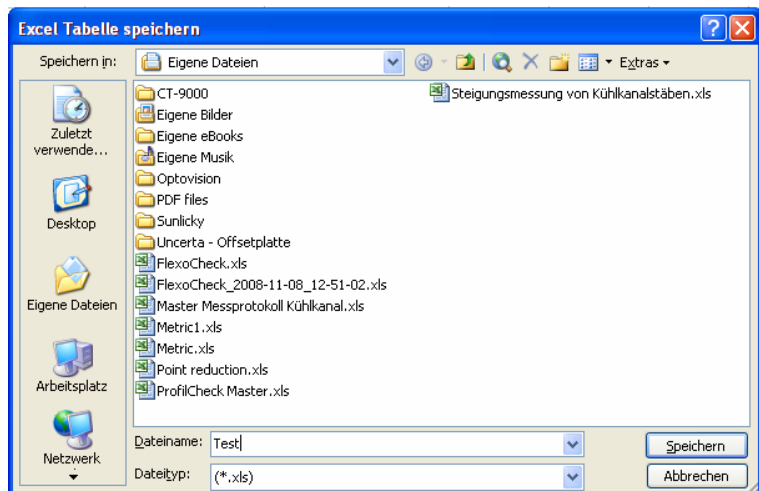 Excel Tabelle speichern
Speichern in:
Eigene Dateien
Extras
Zuletzt
verwende...
Desktop
Eigene Dateien
Arbeitsplatz
Netzwerk
CT-9000
Eigene Bilder
Eigene eBooks
Eigene Musik
Optovision
PDF files
Sunlicky
Uncerta - Offsetplatte
FlexoCheck.xls
FlexoCheck_2008-11-08_12-51-02.xls
Master Messprotokoll Kühlkanal.xls
Metric1.xls
Metric.xls
Point reduction.xls
ProfilCheck Master.xls
Steigungsmessung von Kühlkanalstäben.xls
Dateiname: Test
Speichern
Dateityp: (*.xls)
Abbrechen